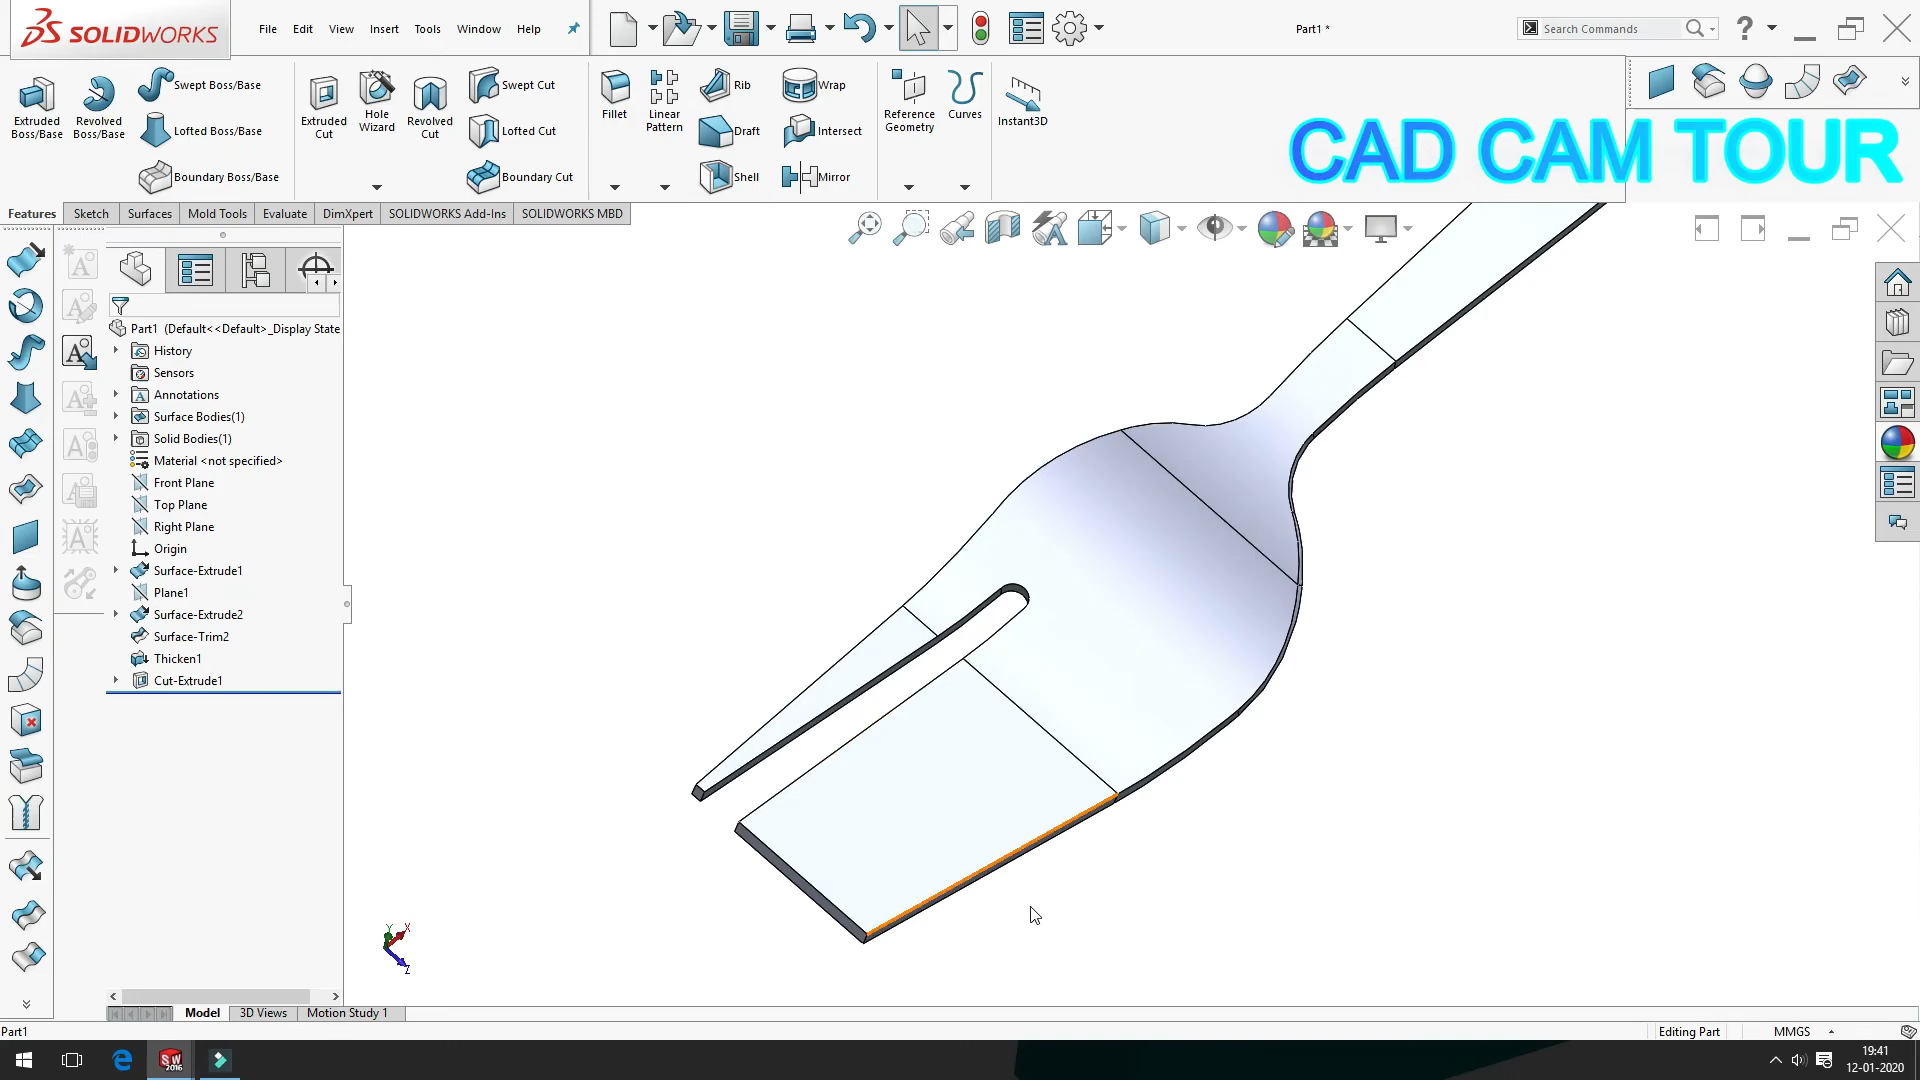 SOLIDWORKS
File Edit View Insert Tools Window Help
Part1 *
Search Commands
?
Extruded Boss/Base
Revolved Boss/Base
Swept Boss/Base
Lofted Boss/Base
Boundary Boss/Base
Extruded Cut
Hole Wizard
Revolved Cut
Swept Cut
Lofted Cut
Boundary Cut
Fillet
Linear Pattern
Rib
Draft
Shell
Wrap
Intersect
Mirror
Reference Geometry
Curves
Instant3D
CAD CAM TOUR
Features Sketch Surfaces Mold Tools Evaluate DimXpert SOLIDWORKS Add-Ins SOLIDWORKS MBD
Part1 (Default<<Default>_Display State
History
Sensors
Annotations
Surface Bodies(1)
Solid Bodies(1)
Material <not specified>
Front Plane
Top Plane
Right Plane
Origin
Surface-Extrude1
Plane1
Surface-Extrude2
Surface-Trim2
Thicken1
Cut-Extrude1
Y
X
Z
Model 3D Views Motion Study 1
Part1
Editing Part MMGS
SW 2016
19:41
12-01-2020